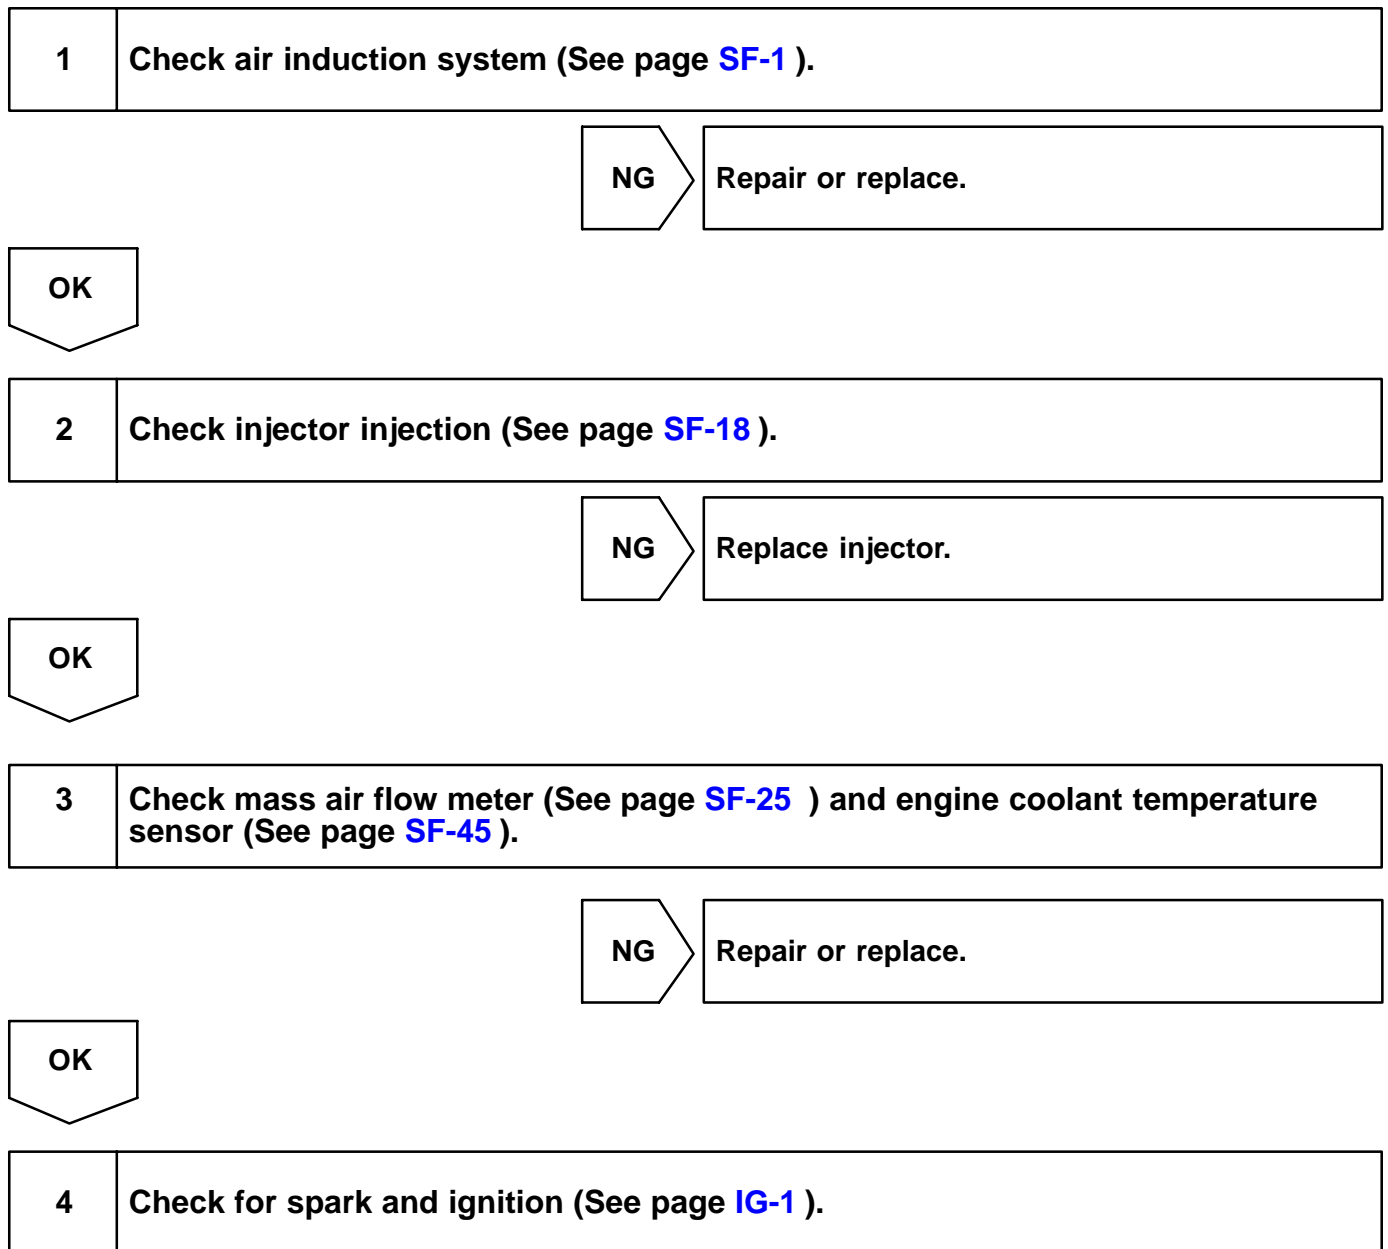 1
Check air induction system (See page SF-1 ).
NG
Repair or replace.
OK
2
Check injector injection (See page SF-18 ).
NG
Replace injector.
OK
3
Check mass air flow meter (See page SF-25 ) and engine coolant temperature
sensor (See page SF-45 ).
NG
Repair or replace.
OK
4
Check for spark and ignition (See page IG-1 ).